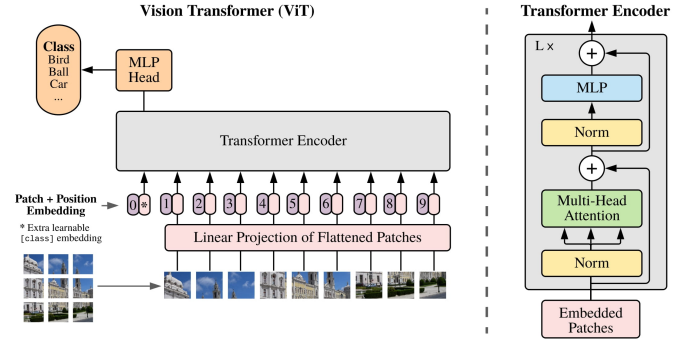 Vision Transformer (ViT)
Class
Bird
Ball
Car
...
MLP
Head
Transformer Encoder
Patch + Position
Embedding
0 * 1 2 3 4 5 6 7 8 9
* Extra learnable
[class] embedding
Linear Projection of Flattened Patches
Transformer Encoder
L x
+
MLP
Norm
+
Multi-Head
Attention
Norm
Embedded
Patches